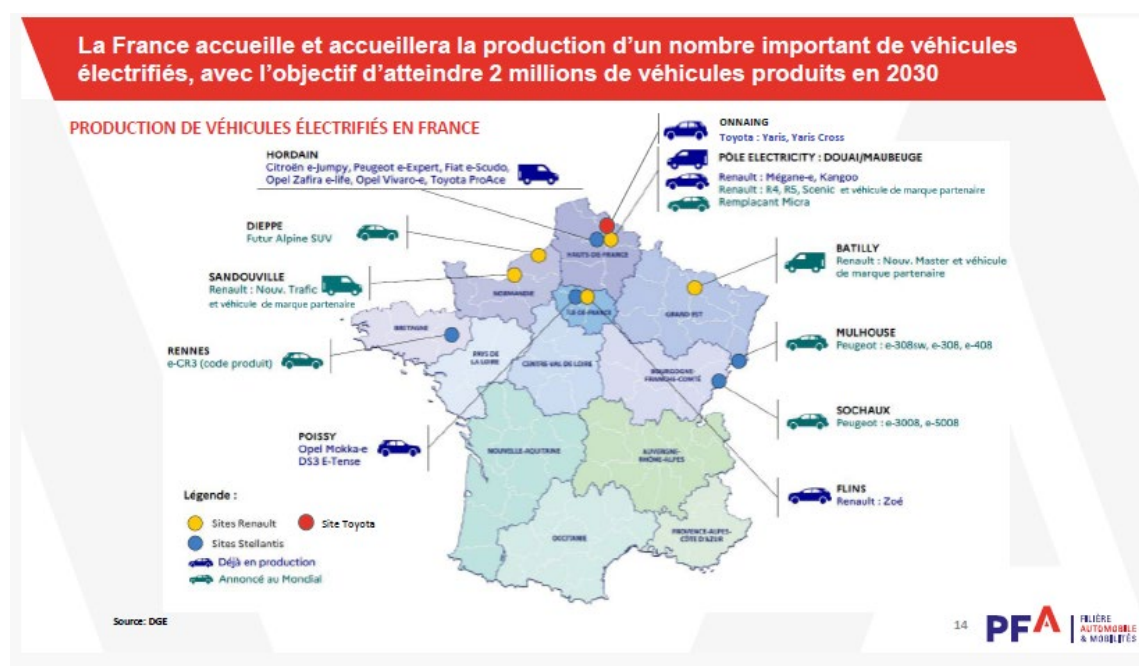 La France accueille et accueillera la production d'un nombre important de véhicules
électrifiés, avec l'objectif d'atteindre 2 millions de véhicules produits en 2030
PRODUCTION DE VÉHICULES ÉLECTRIFIÉS EN FRANCE
ONNAING
Toyota : Yaris, Yaris Cross
HORDAIN
Citroën e-Jumpy, Peugeot e-Expert, Fiat e-Scudo,
Opel Zafira e-life, Opel Vivaro-e, Toyota ProAce
PÔLE ELECTRICITY : DOUAI/MAUBEUGE
Renault : Mégane-e, Kangoo
Renault : R4, R5, Scenic et véhicule de marque partenaire
Remplaçant Micra
DIEPPE
Futur Alpine SUV
BATILLY
Renault : Nouv. Master et véhicule
de marque partenaire
SANDOUVILLE
Renault : Nouv. Trafic
et véhicule de marque partenaire
MULHOUSE
Peugeot : e-308sw, e-308, e-408
RENNES
e-CR3 (code produit)
SOCHAUX
Peugeot : e-3008, e-5008
POISSY
Opel Mokka-e
DS3 E-Tense
FLINS
Renault : Zoé
HAUTS-DE-FRANCE
NORMANDIE
ÎLE-DE-FRANCE
GRAND EST
BRETAGNE
PAYS DE
LA LOIRE
CENTRE-VAL DE LOIRE
BOURGOGNE-
FRANCHE-COMTÉ
NOUVELLE-AQUITAINE
AUVERGNE-
RHÔNE-ALPES
OCCITANIE
PROVENCE-ALPES-
CÔTE D'AZUR
Légende :
Sites Renault
Site Toyota
Sites Stellantis
Déjà en production
Annoncé au Mondial
Source: DGE
14
PFA
FILIÈRE
AUTOMOBILE
& MOBILITÉS